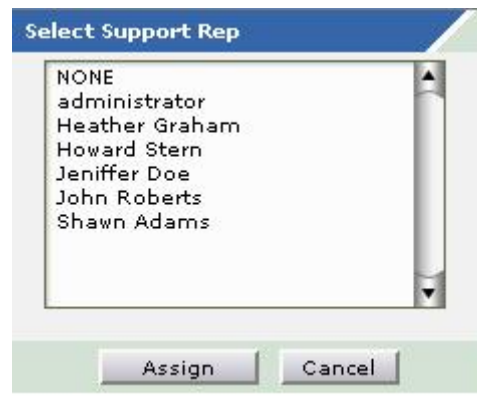 Select Support Rep
NONE
administrator
Heather Graham
Howard Stern
Jeniffer Doe
John Roberts
Shawn Adams
Assign
Cancel